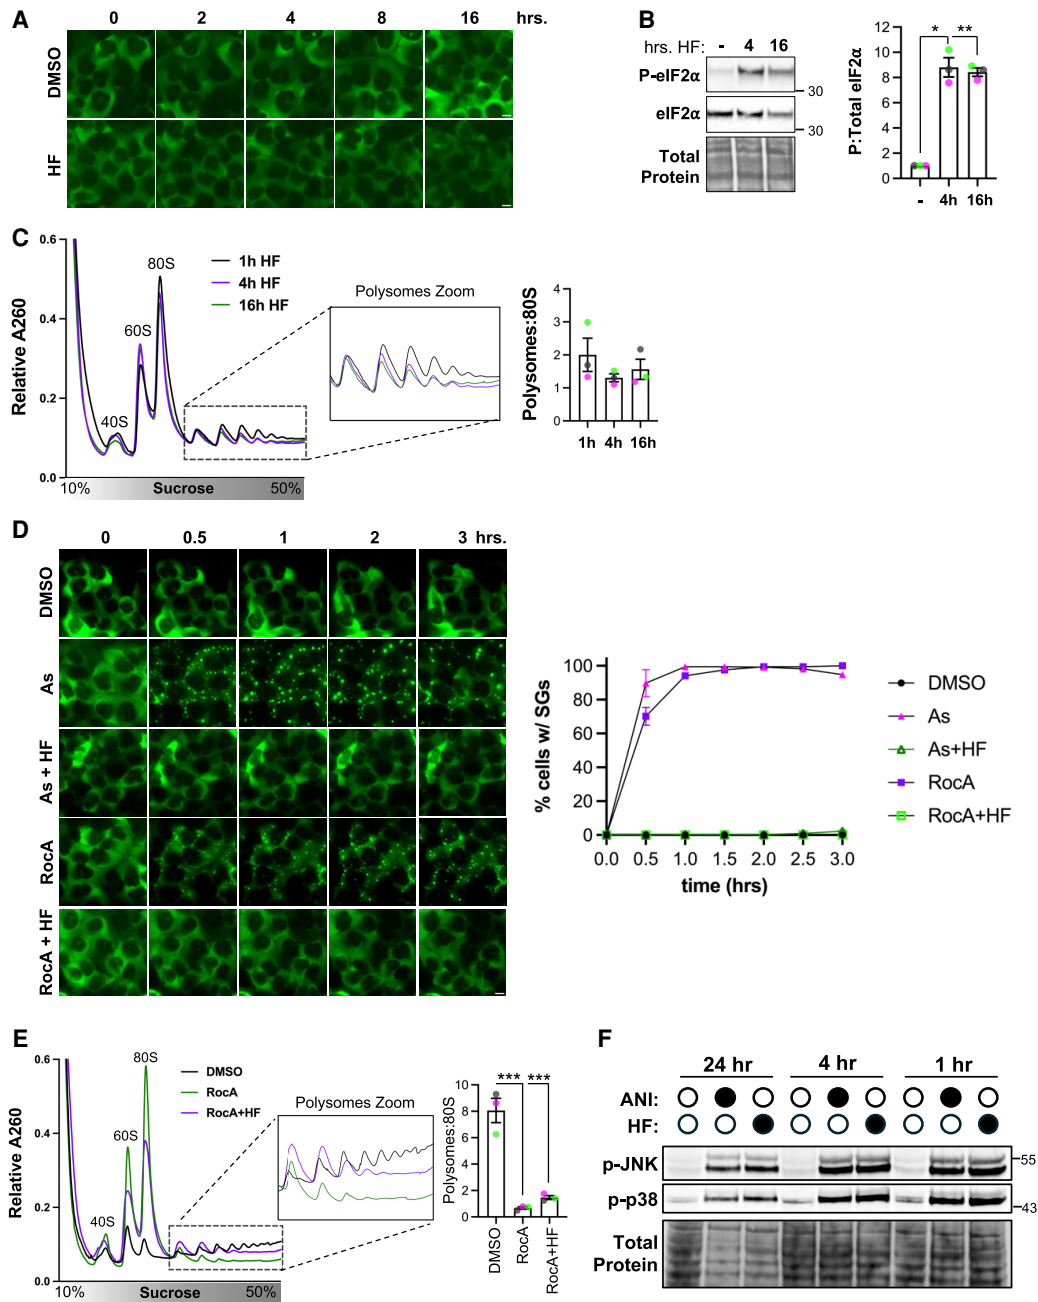 A
0 2 4 8 16 hrs.
DMSO
HF
B
hrs. HF: - 4 16
P-eIF2α
30
eIF2α
30
Total
Protein
P:Total eIF2α
12
10
8
6
4
2
0
* **
- 4h 16h
C
Relative A260
0.6
0.4
0.2
0.0
40S
60S
80S
1h HF
4h HF
16h HF
Polysomes Zoom
10% Sucrose 50%
Polysomes:80S
4
3
2
1
0
1h 4h 16h
D
0 0.5 1 2 3 hrs.
DMSO
As
As + HF
RocA
RocA + HF
% cells w/ SGs
100
80
60
40
20
0
0.0 0.5 1.0 1.5 2.0 2.5 3.0
time (hrs)
DMSO
As
As+HF
RocA
RocA+HF
E
Relative A260
0.6
0.4
0.2
0.0
40S
60S
80S
DMSO
RocA
RocA+HF
Polysomes Zoom
10% Sucrose 50%
Polysomes:80S
10
8
6
4
2
0
*** ***
DMSO
RocA
RocA+HF
F
24 hr 4 hr 1 hr
ANI:
HF:
p-JNK
55
p-p38
43
Total
Protein